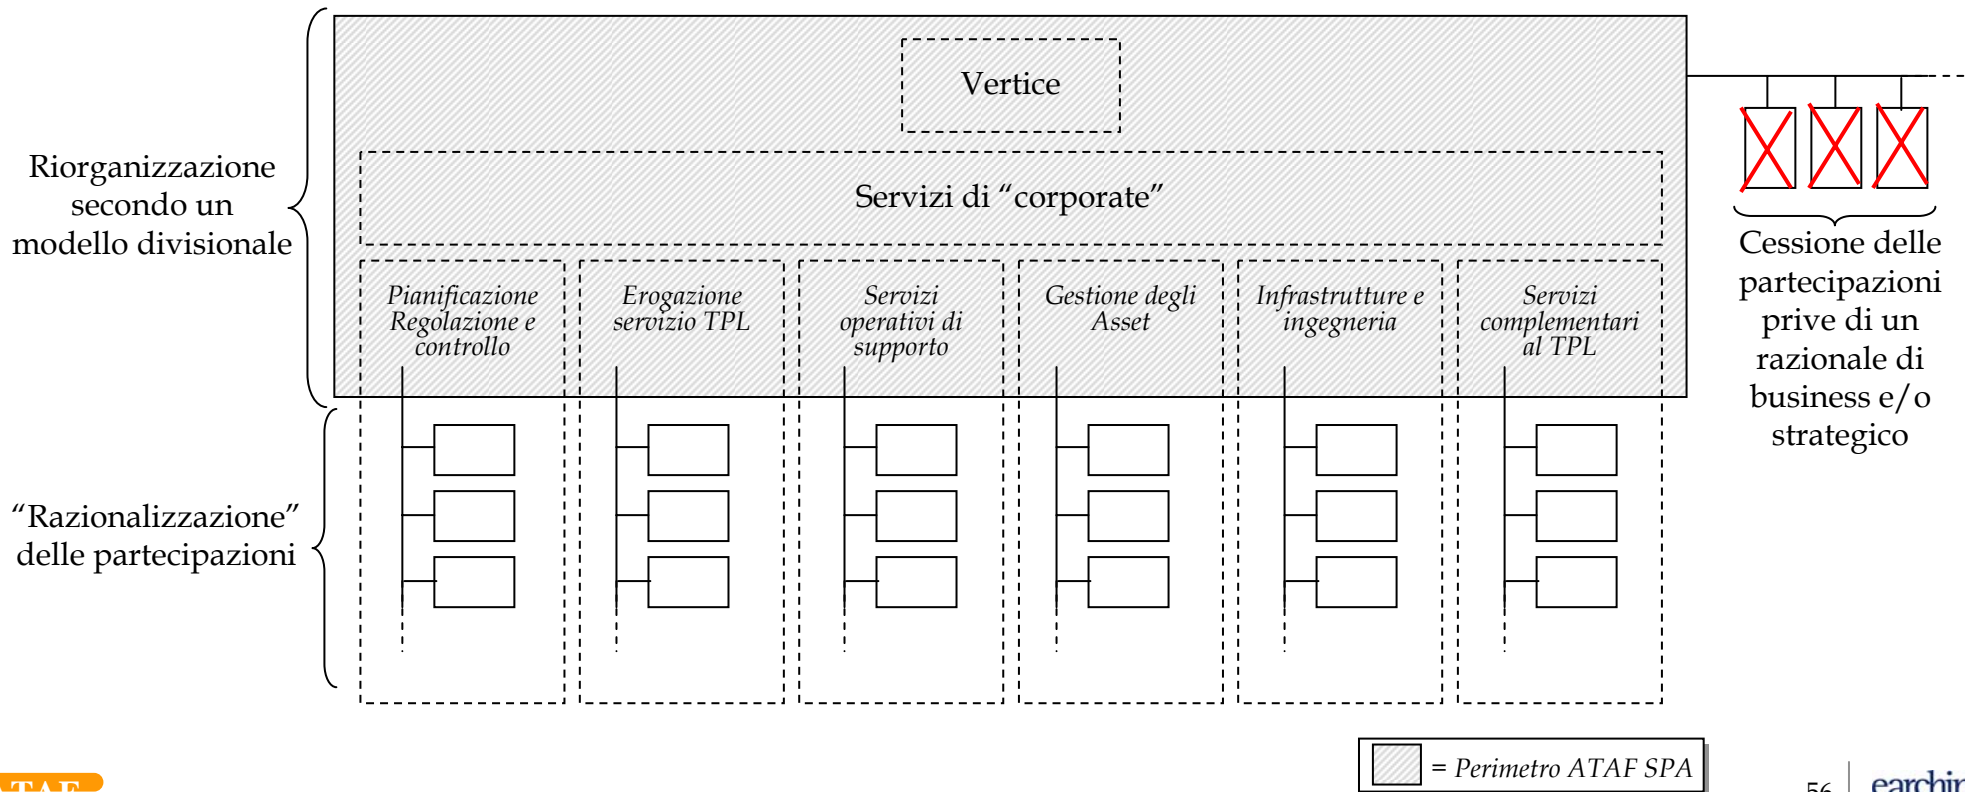 Vertice
Riorganizzazione
secondo un
modello divisionale
Servizi di “corporate”
Cessione delle
partecipazioni
prive di un
razionale di
business e/o
strategico
Pianificazione
Regolazione e
controllo
Erogazione
servizio TPL
Servizi
operativi di
supporto
Gestione degli
Asset
Infrastrutture e
ingegneria
Servizi
complementari
al TPL
“Razionalizzazione”
delle partecipazioni
= Perimetro ATAF SPA
56